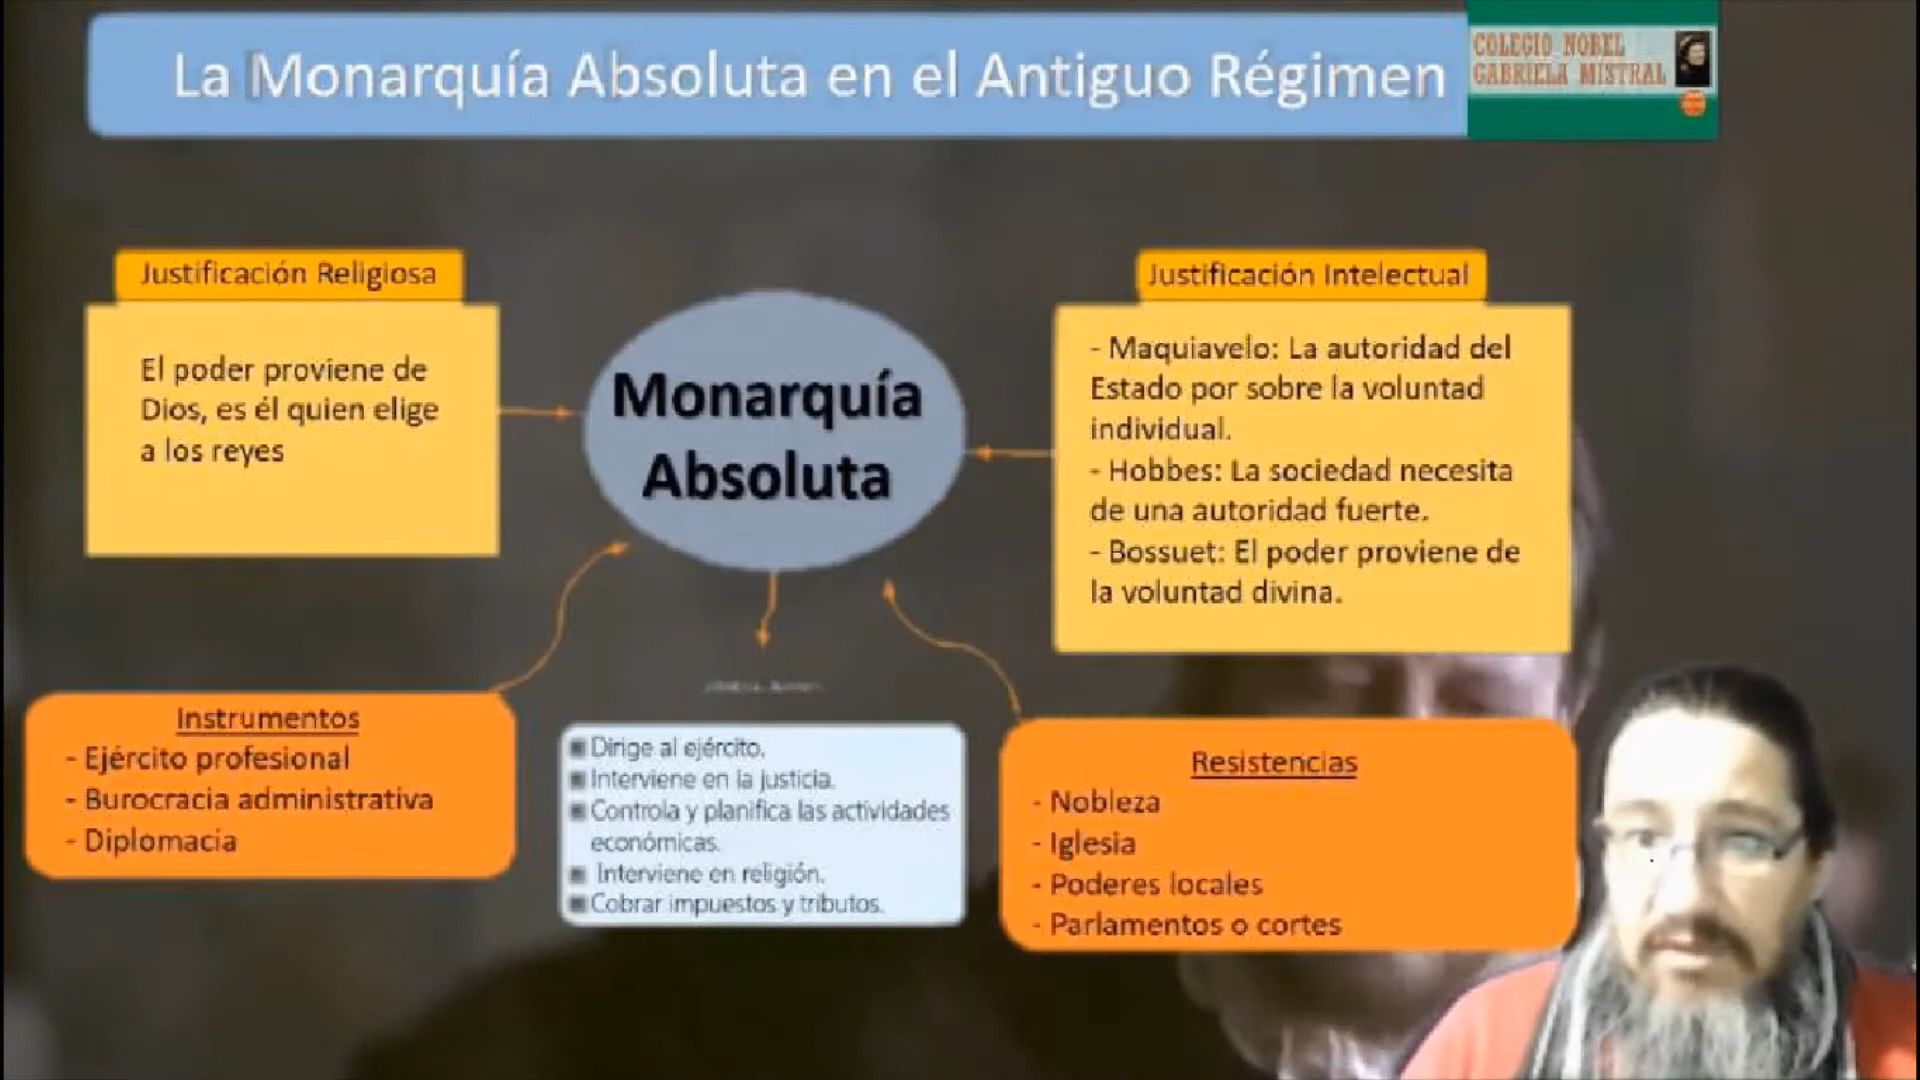 La Monarquía Absoluta en el Antiguo Régimen
COLEGIO NOBEL
GABRIELA MISTRAL
Justificación Religiosa
El poder proviene de
Dios, es él quien elige
a los reyes
Monarquía
Absoluta
Justificación Intelectual
- Maquiavelo: La autoridad del
Estado por sobre la voluntad
individual.
- Hobbes: La sociedad necesita
de una autoridad fuerte.
- Bossuet: El poder proviene de
la voluntad divina.
Instrumentos
- Ejército profesional
- Burocracia administrativa
- Diplomacia
Dirige al ejército.
Interviene en la justicia.
Controla y planifica las actividades
económicas.
Interviene en religión.
Cobrar impuestos y tributos.
Resistencias
- Nobleza
- Iglesia
- Poderes locales
- Parlamentos o cortes